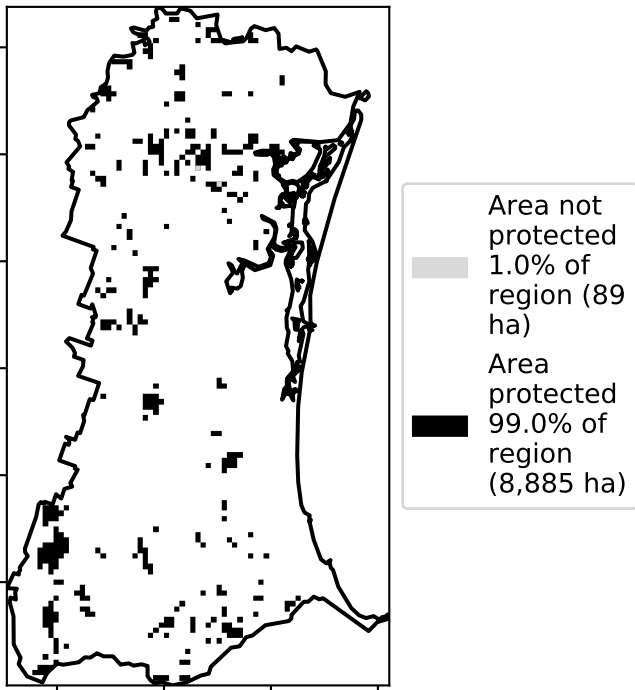 Area not
protected
1.0% of
region (89
ha)
Area
protected
99.0% of
region
(8,885 ha)